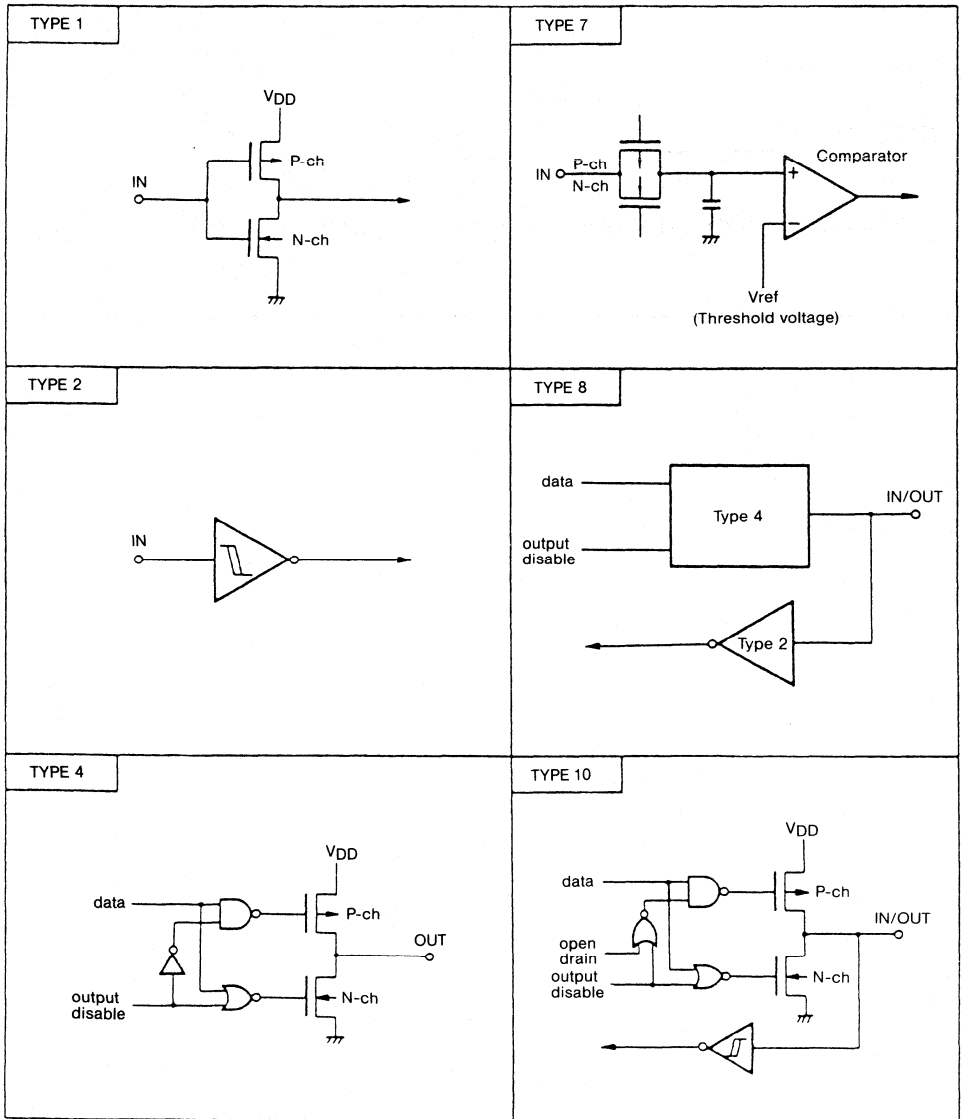 TYPE 1
VDD
P-ch
IN
N-ch
TYPE 7
P-ch
IN
N-ch
Comparator
+
−
Vref
(Threshold voltage)
TYPE 2
IN
TYPE 8
data
Type 4
IN/OUT
output
disable
Type 2
TYPE 4
VDD
data
P-ch
OUT
output
disable
N-ch
TYPE 10
VDD
data
P-ch
IN/OUT
open
drain
output
disable
N-ch